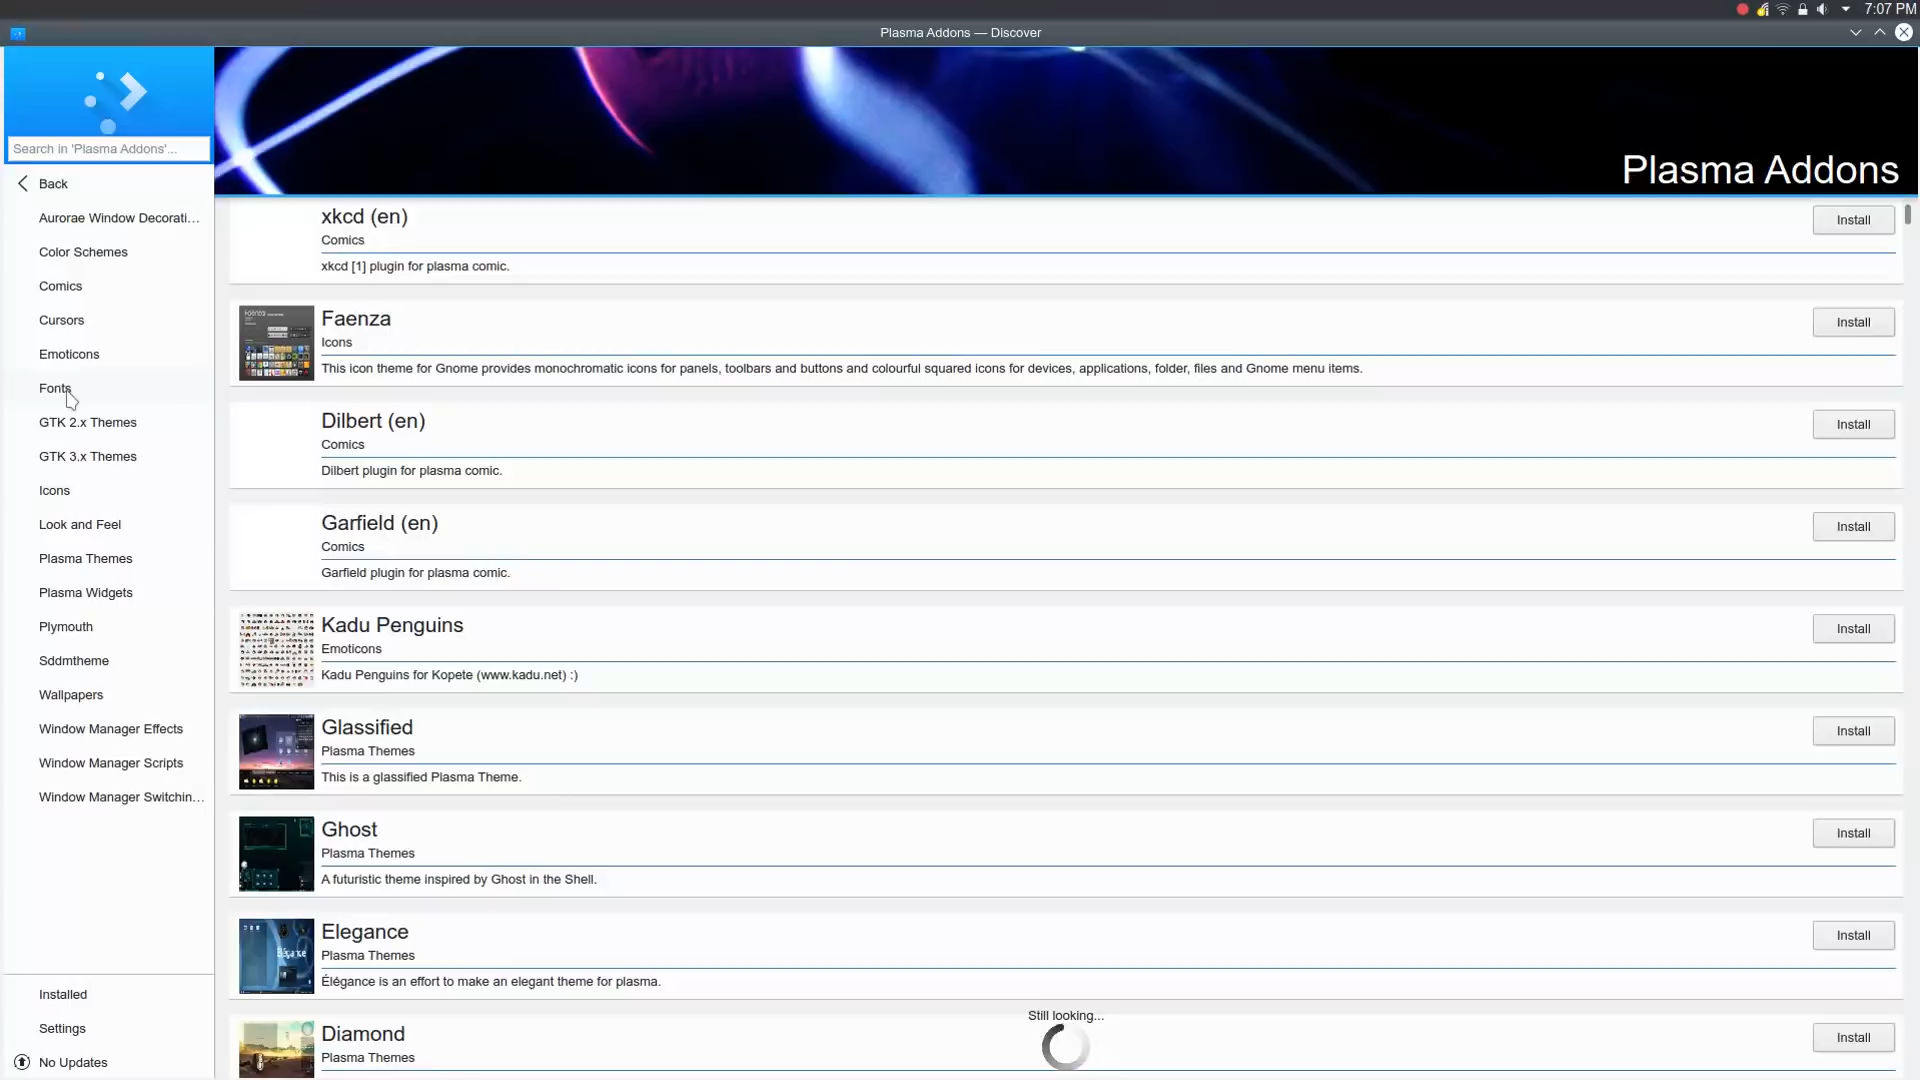 7:07 PM
Plasma Addons — Discover
Search in 'Plasma Addons'...
Plasma Addons
Back
Aurorae Window Decorati...
Color Schemes
Comics
Cursors
Emoticons
Fonts
GTK 2.x Themes
GTK 3.x Themes
Icons
Look and Feel
Plasma Themes
Plasma Widgets
Plymouth
Sddmtheme
Wallpapers
Window Manager Effects
Window Manager Scripts
Window Manager Switchin...
Installed
Settings
No Updates
xkcd (en)
Install
Comics
xkcd [1] plugin for plasma comic.
Faenza
Install
Icons
This icon theme for Gnome provides monochromatic icons for panels, toolbars and buttons and colourful squared icons for devices, applications, folder, files and Gnome menu items.
Dilbert (en)
Install
Comics
Dilbert plugin for plasma comic.
Garfield (en)
Install
Comics
Garfield plugin for plasma comic.
Kadu Penguins
Install
Emoticons
Kadu Penguins for Kopete (www.kadu.net) :)
Glassified
Install
Plasma Themes
This is a glassified Plasma Theme.
Ghost
Install
Plasma Themes
A futuristic theme inspired by Ghost in the Shell.
Elegance
Install
Plasma Themes
Élégance is an effort to make an elegant theme for plasma.
Still looking...
Diamond
Install
Plasma Themes